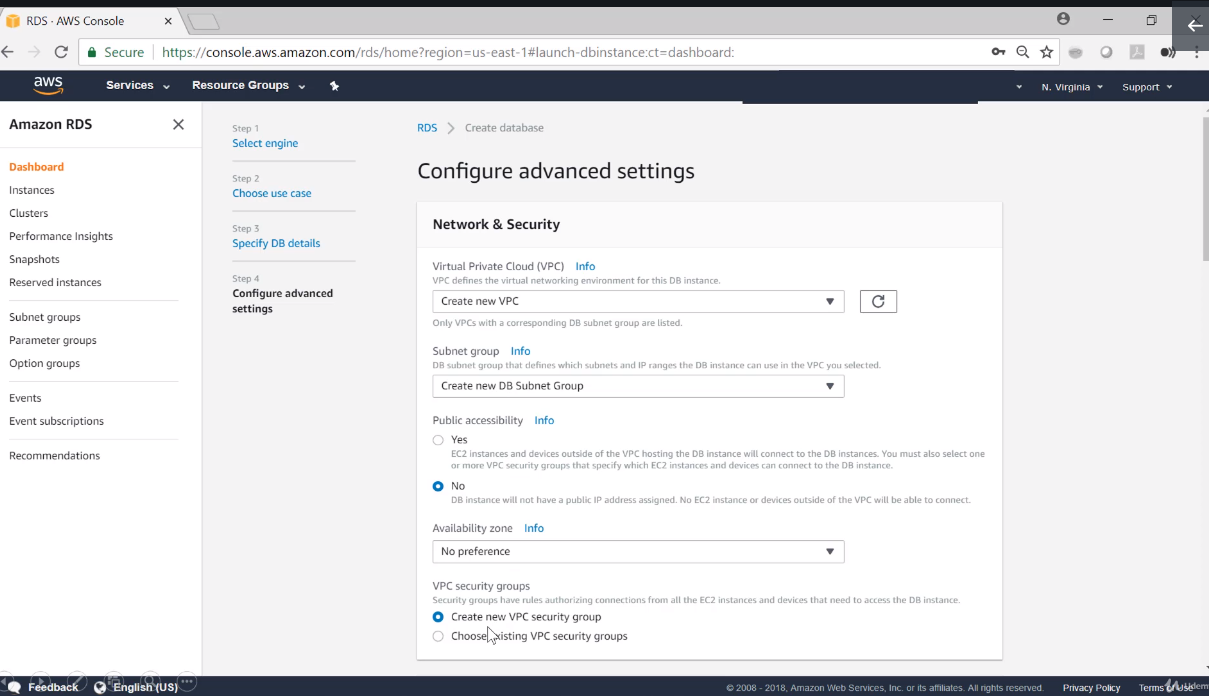 RDS · AWS Console
Secure
https://console.aws.amazon.com/rds/home?region=us-east-1#launch-dbinstance:ct=dashboard:
aws
Services
Resource Groups
N. Virginia
Support
Amazon RDS
Dashboard
Instances
Clusters
Performance Insights
Snapshots
Reserved instances
Subnet groups
Parameter groups
Option groups
Events
Event subscriptions
Recommendations
Step 1
Select engine
Step 2
Choose use case
Step 3
Specify DB details
Step 4
Configure advanced
settings
RDS > Create database
Configure advanced settings
Network & Security
Virtual Private Cloud (VPC) Info
VPC defines the virtual networking environment for this DB instance.
Create new VPC
Only VPCs with a corresponding DB subnet group are listed.
Subnet group Info
DB subnet group that defines which subnets and IP ranges the DB instance can use in the VPC you selected.
Create new DB Subnet Group
Public accessibility Info
Yes
EC2 instances and devices outside of the VPC hosting the DB instance will connect to the DB instances. You must also select one
or more VPC security groups that specify which EC2 instances and devices can connect to the DB instance.
No
DB instance will not have a public IP address assigned. No EC2 instance or devices outside of the VPC will be able to connect.
Availability zone Info
No preference
VPC security groups
Security groups have rules authorizing connections from all the EC2 instances and devices that need to access the DB instance.
Create new VPC security group
Choose existing VPC security groups
Feedback
English (US)
© 2008 - 2018, Amazon Web Services, Inc. or its affiliates. All rights reserved.
Privacy Policy
Terms of Use
Udemy